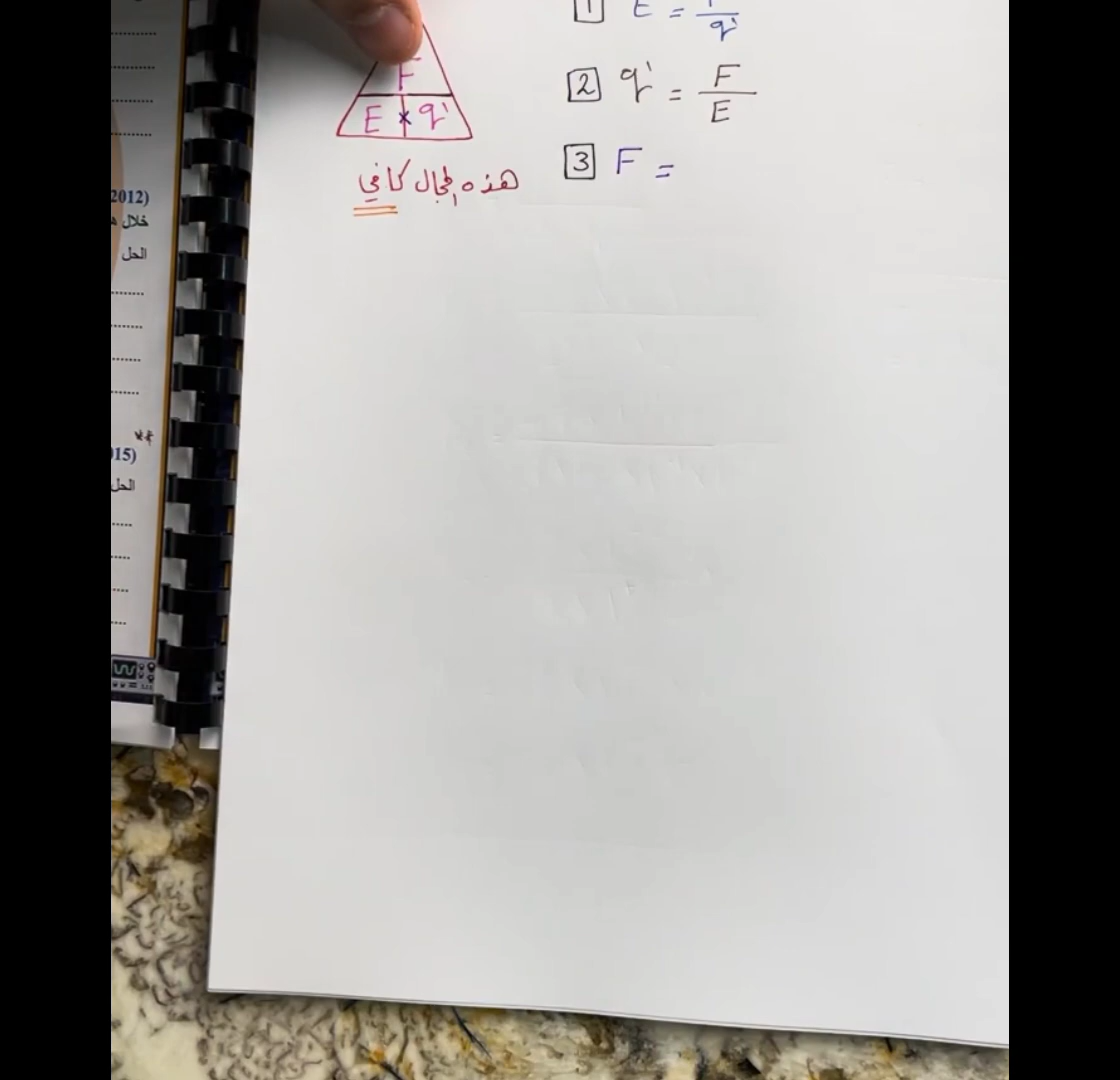 1 E = F/q'
F
E × q'
2 q' = F/E
3 F =
هذه المجال كافي
2012)
خلال
الحل
**
15)
الحل